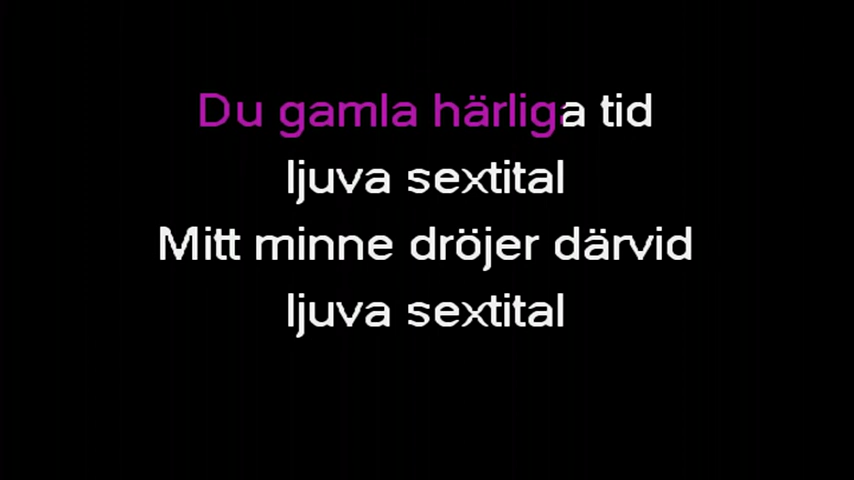 Du gamla härliga tid
ljuva sextital
Mitt minne dröjer därvid
ljuva sextital